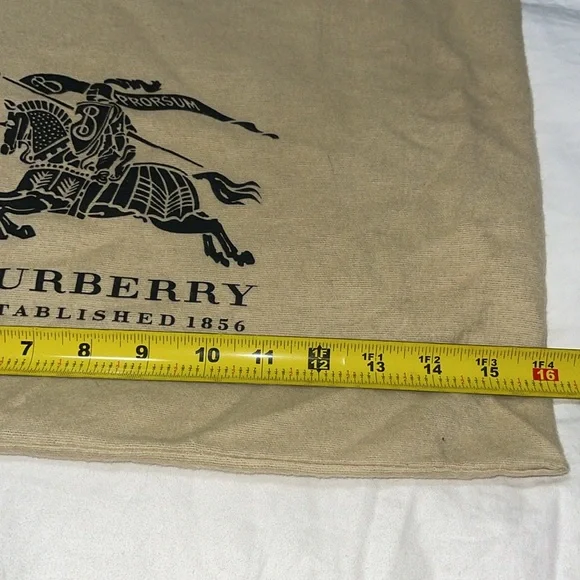 B PRORSUM
B
URBERRY
TABLISHED 1856
1F 1F1 1F2 1F3 1F4
7 8 9 10 11 12 13 14 15 16